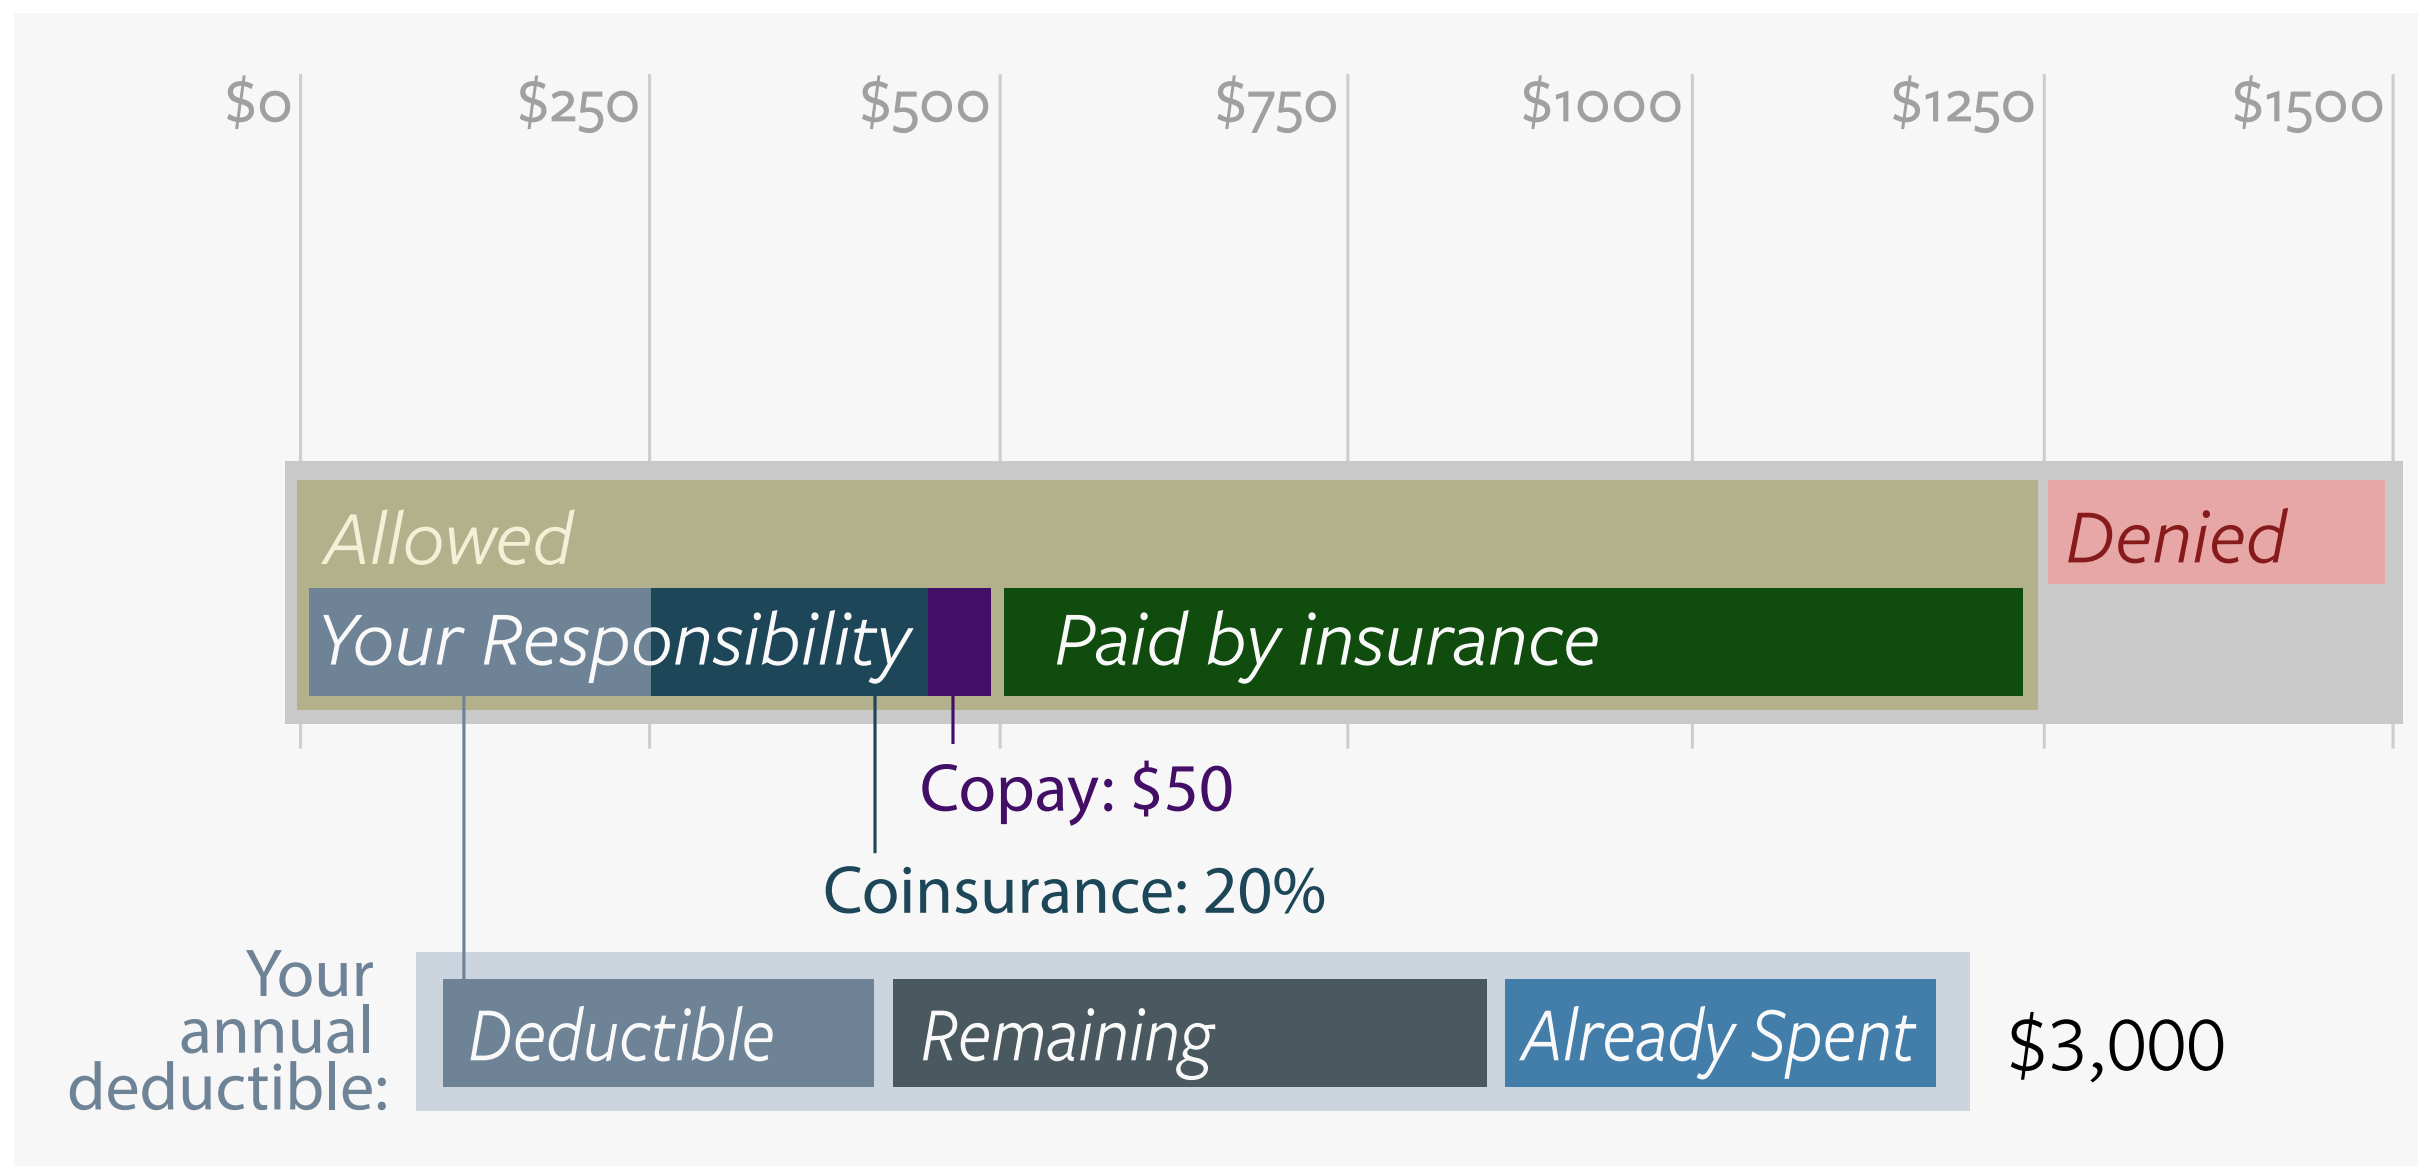 $0 $250 $500 $750 $1000 $1250 $1500
Allowed Denied
Your Responsibility Paid by insurance
Copay: $50
Coinsurance: 20%
Your
annual
deductible:
Deductible Remaining Already Spent $3,000